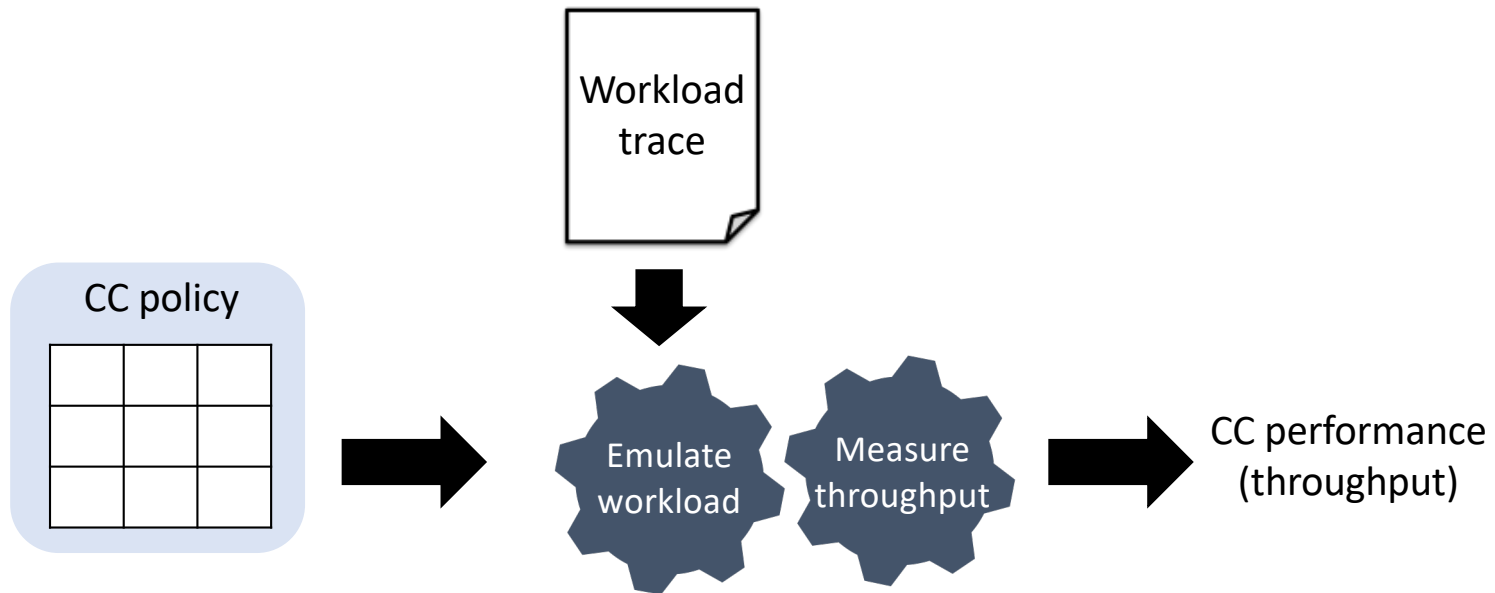 Workload
trace
CC policy
Emulate
workload
Measure
throughput
CC performance
(throughput)